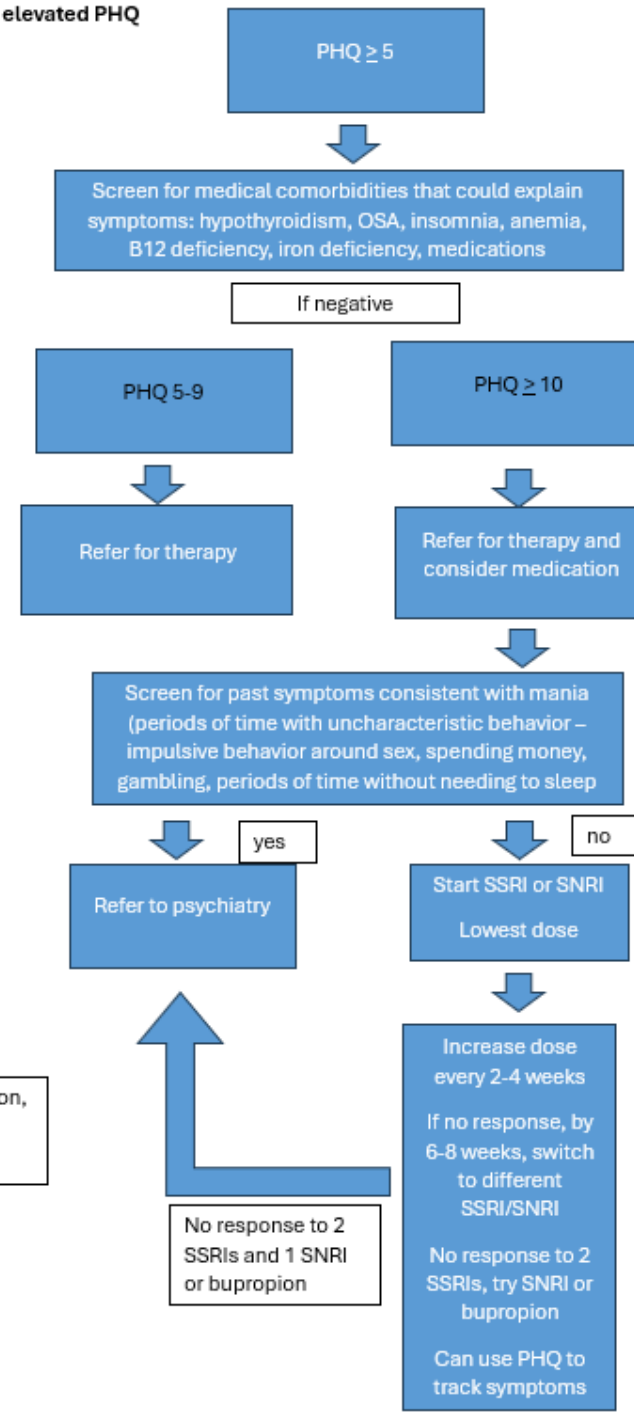 elevated PHQ
PHQ ≥ 5
Screen for medical comorbidities that could explain
symptoms: hypothyroidism, OSA, insomnia, anemia,
B12 deficiency, iron deficiency, medications
If negative
PHQ 5-9
PHQ ≥ 10
Refer for therapy
Refer for therapy and
consider medication
Screen for past symptoms consistent with mania
(periods of time with uncharacteristic behavior –
impulsive behavior around sex, spending money,
gambling, periods of time without needing to sleep
yes
no
Refer to psychiatry
Start SSRI or SNRI
Lowest dose
Increase dose
every 2-4 weeks
If no response, by
6-8 weeks, switch
to different
SSRI/SNRI
No response to 2
SSRIs, try SNRI or
bupropion
Can use PHQ to
track symptoms
on,
No response to 2
SSRIs and 1 SNRI
or bupropion